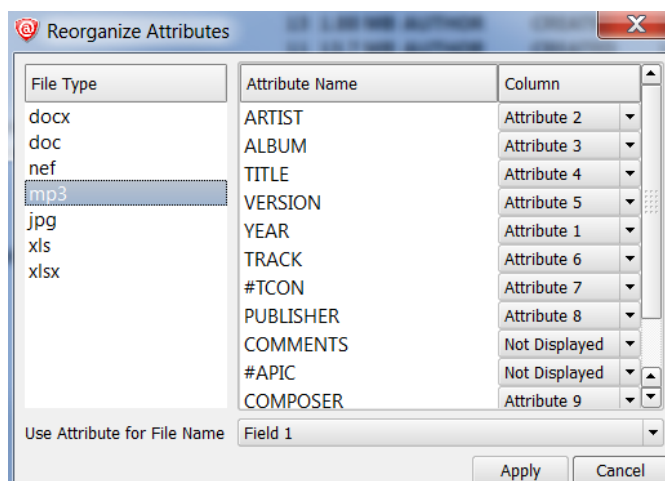 Reorganize Attributes
File Type
Attribute Name Column
docx
doc
nef
mp3
jpg
xls
xlsx
ARTIST Attribute 2
ALBUM Attribute 3
TITLE Attribute 4
VERSION Attribute 5
YEAR Attribute 1
TRACK Attribute 6
#TCON Attribute 7
PUBLISHER Attribute 8
COMMENTS Not Displayed
#APIC Not Displayed
COMPOSER Attribute 9
Use Attribute for File Name Field 1
Apply Cancel